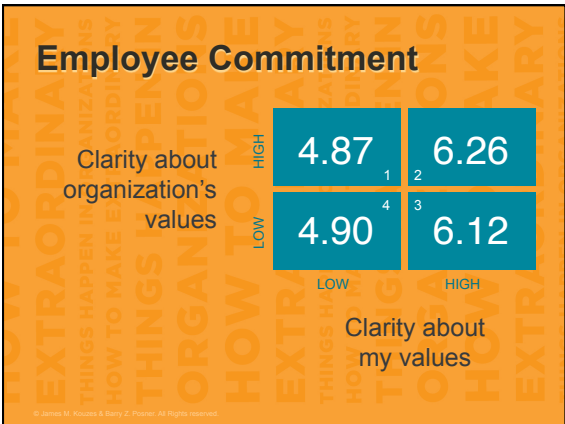 Employee Commitment
Clarity about
organization's
values
HIGH
4.87
1
2
6.26
LOW
4.90
4
3
6.12
LOW
HIGH
Clarity about
my values
© James M. Kouzes & Barry Z. Posner. All Rights reserved.